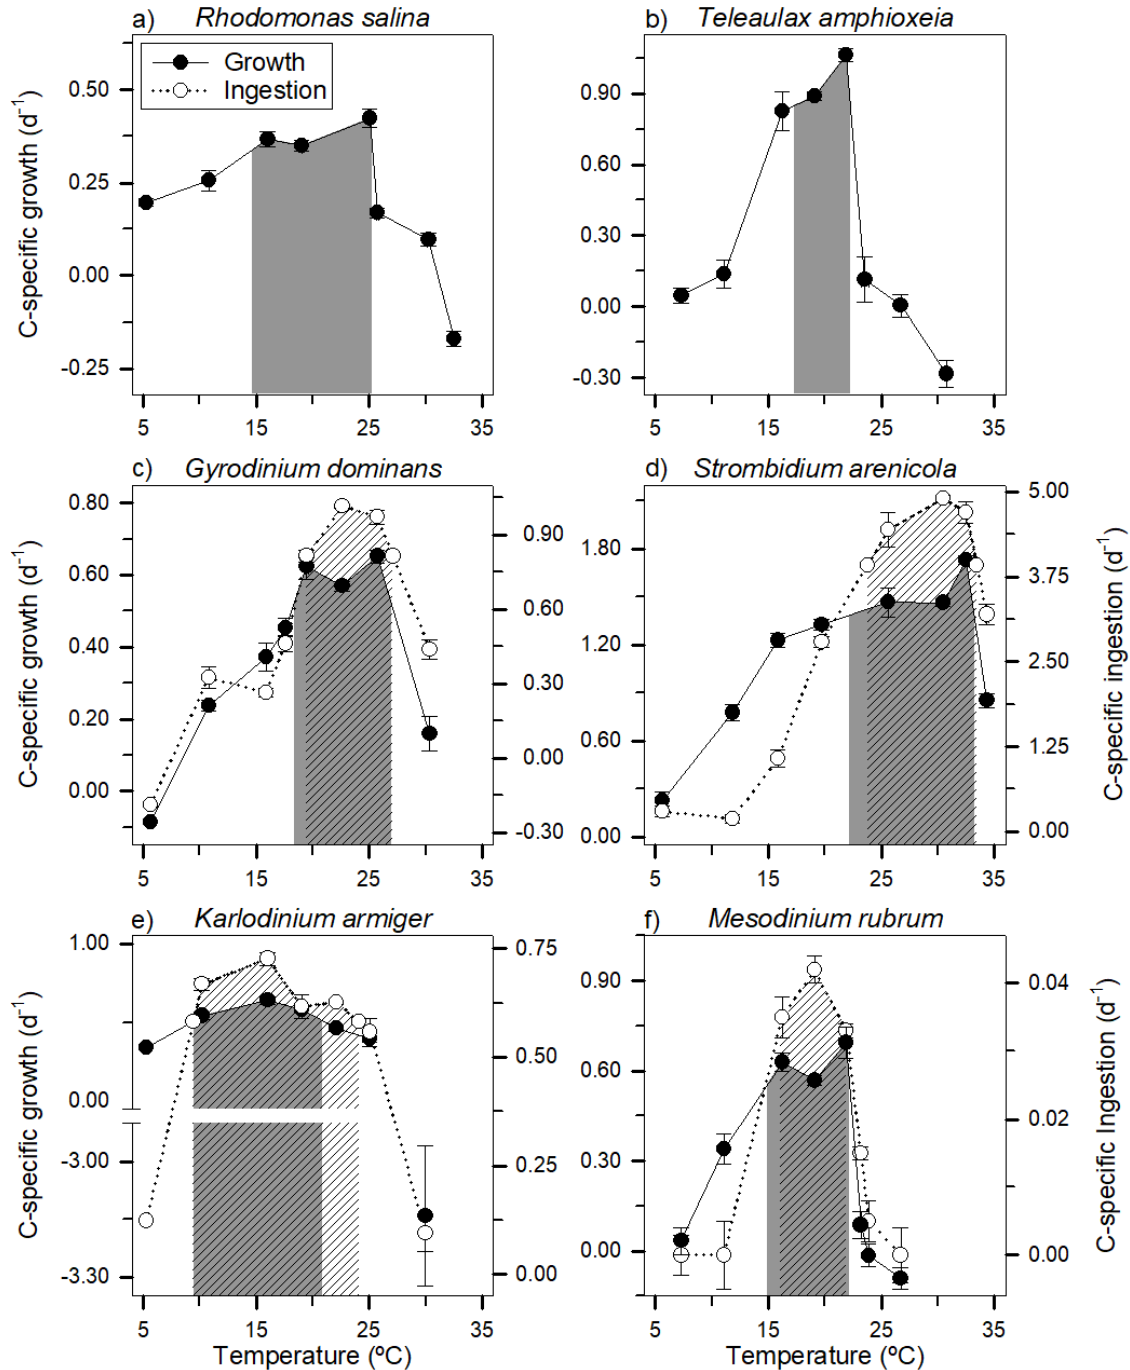 a) Rhodomonas salina
b) Teleaulax amphioxeia
Growth
Ingestion
C-specific growth (d⁻¹)
0.50
0.25
0.00
-0.25
5 15 25 35
0.90
0.60
0.30
0.00
-0.30
5 15 25 35
c) Gyrodinium dominans
d) Strombidium arenicola
C-specific growth (d⁻¹)
0.80
0.60
0.40
0.20
0.00
0.90
0.60
0.30
0.00
-0.30
5 15 25 35
1.80
1.20
0.60
0.00
5.00
3.75
2.50
1.25
0.00
C-specific ingestion (d⁻¹)
5 15 25 35
e) Karlodinium armiger
f) Mesodinium rubrum
C-specific growth (d⁻¹)
1.00
0.00
-3.00
-3.30
0.75
0.50
0.25
0.00
5 15 25 35
Temperature (ºC)
0.90
0.60
0.30
0.00
0.04
0.02
0.00
C-specific Ingestion (d⁻¹)
5 15 25 35
Temperature (ºC)